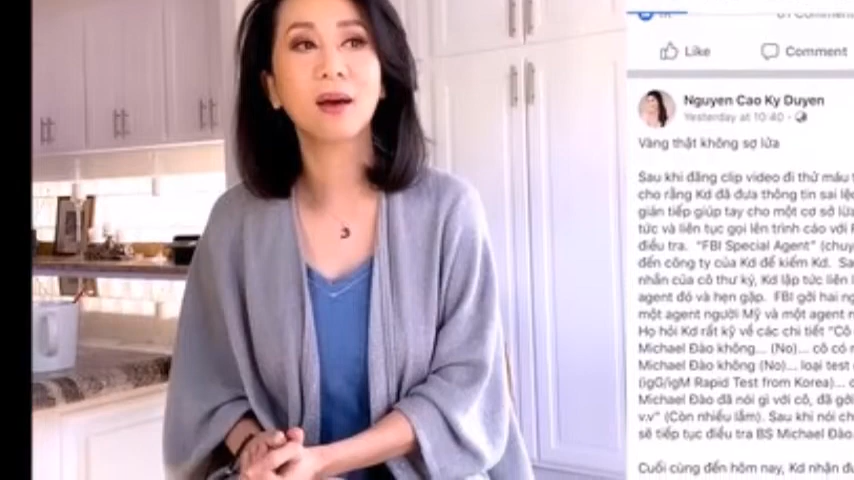 Like Comment
Nguyen Cao Ky Duyen
Yesterday at 10:40 ·
Vàng thật không sợ lửa
Sau khi đăng clip video đi thử máu
cho rằng Kd đã đưa thông tin sai
gián tiếp giúp tay cho một cơ sở lừa
tức và liên tục gọi lên trình cáo với
điều tra. "FBI Special Agent" (chuy
đến công ty của Kd để kiếm Kd.
nhắn của cô thư ký, Kd lập tức liên
agent đó và hẹn gặp. FBI gởi hai
một agent người Mỹ và một agent
Họ hỏi Kd rất kỹ về các chi tiết "Cô
Michael Đào không... (No)... cô có
Michael Đào không (No)... loại test
(igG/igM Rapid Test from Korea)...
Michael Đào đã nói gì với cô, đã gởi
v.v" (Còn nhiều lắm). Sau khi nói
sẽ tiếp tục điều tra BS Michael Đào.
Cuối cùng đến hôm nay, Kd nhận